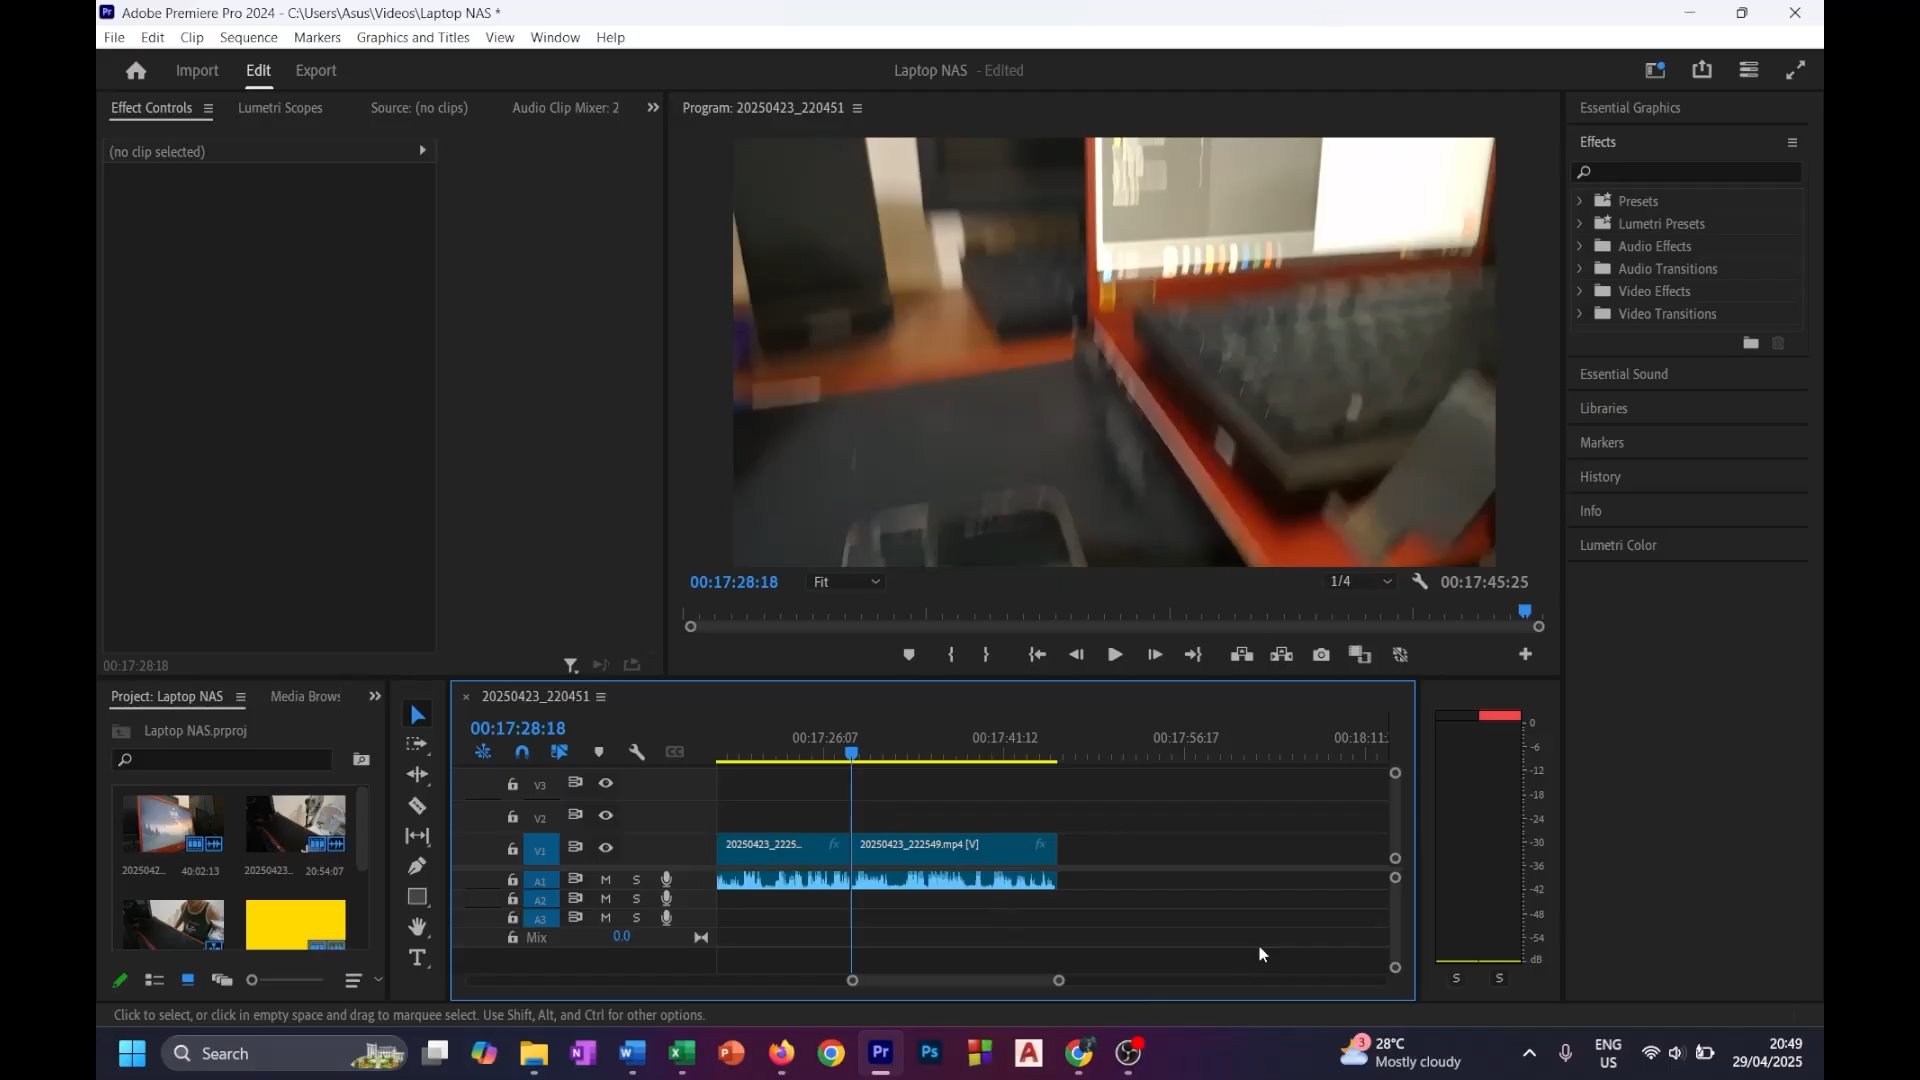 Adobe Premiere Pro 2024 - C:\Users\Asus\Videos\Laptop NAS *
File Edit Clip Sequence Markers Graphics and Titles View Window Help
Import Edit Export
Laptop NAS - Edited
Effect Controls Lumetri Scopes Source: (no clips) Audio Clip Mixer: 2
Program: 20250423_220451
Essential Graphics
Effects
(no clip selected)
Presets
Lumetri Presets
Audio Effects
Audio Transitions
Video Effects
Video Transitions
Essential Sound
Libraries
Markers
History
Info
Lumetri Color
00:17:28:18 Fit 1/4 00:17:45:25
00:17:28:18
Project: Laptop NAS Media Brows
Laptop NAS.prproj
20250423_220451
00:17:28:18
00:17:26:07 00:17:41:12 00:17:56:17 00:18:11:
V3
V2
V1 20250423_2225... fx 20250423_222549.mp4 [V] fx
A1 M S
A2 M S
A3 M S
Mix 0.0
2025042... 40:02:13 20250423... 20:54:07
0
-6
-12
-18
-24
-30
-36
-42
-48
-54
dB
S S
Click to select, or click in empty space and drag to marquee select. Use Shift, Alt, and Ctrl for other options.
Search
3
28°C
Mostly cloudy
ENG
US
20:49
29/04/2025